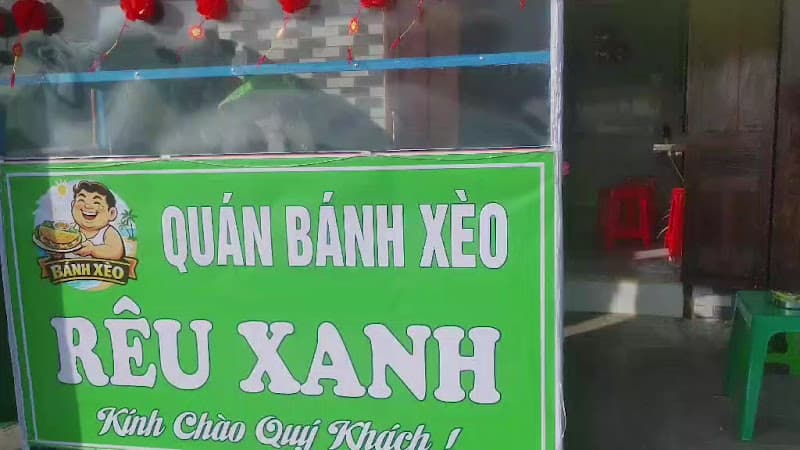 QUÁN BÁNH XÈO
BÁNH XÈO
RÊU XANH
Kính Chào Quý Khách !